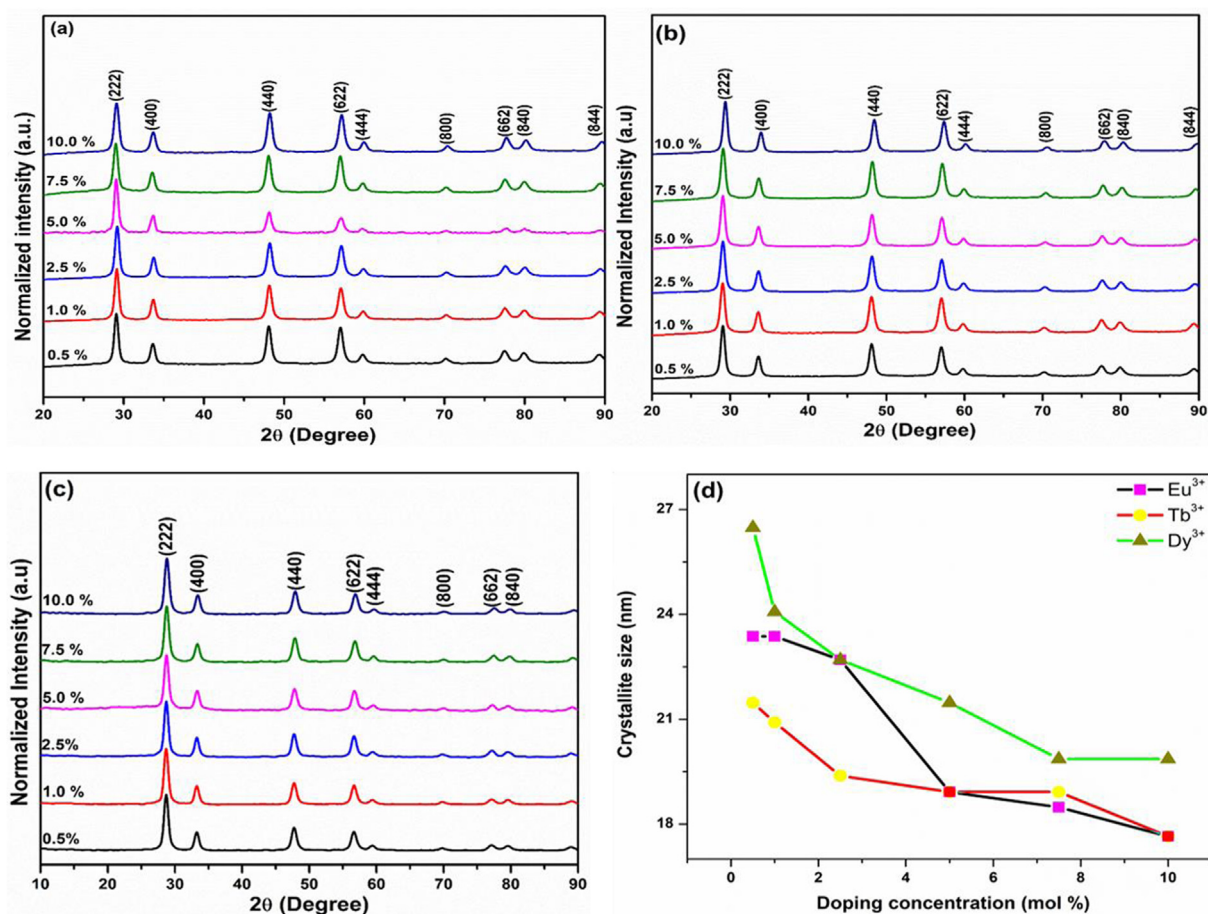 (a)
Normalized intensity (a.u.)
(222)
(400)
(440)
(622)
(444)
(800)
(662)
(840)
(844)
10.0 %
7.5 %
5.0 %
2.5 %
1.0 %
0.5 %
20 30 40 50 60 70 80 90
2θ (Degree)
(b)
Normalized Intensity (a.u.)
(222)
(400)
(440)
(622)
(444)
(800)
(662)
(840)
(844)
10.0 %
7.5 %
5.0 %
2.5 %
1.0 %
0.5 %
20 30 40 50 60 70 80 90
2θ (Degree)
(c)
Normalized Intensity (a.u)
(222)
(400)
(440)
(622)
(444)
(800)
(662)
(840)
10.0 %
7.5 %
5.0 %
2.5%
1.0 %
0.5%
10 20 30 40 50 60 70 80 90
2θ (Degree)
(d)
Eu³⁺
Tb³⁺
Dy³⁺
Crystallite size (nm)
27
24
21
18
0 2 4 6 8 10
Doping concentration (mol %)